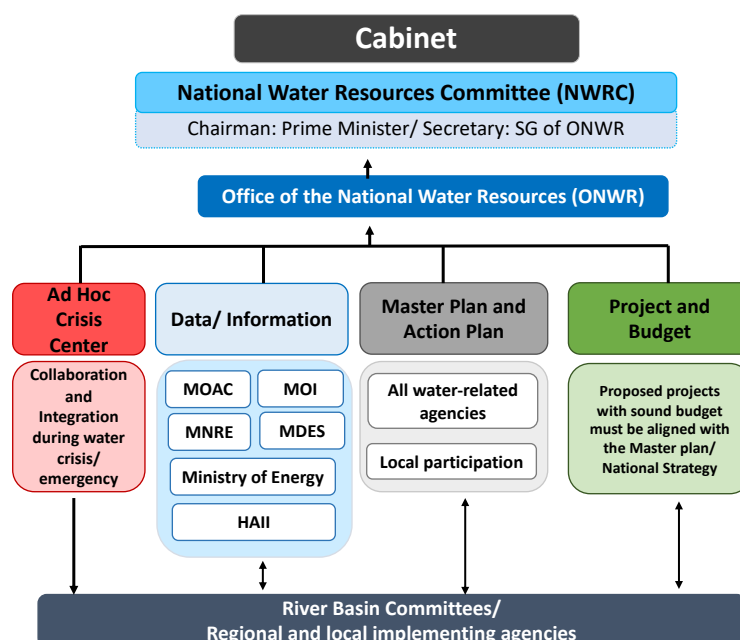 Cabinet
National Water Resources Committee (NWRC)
Chairman: Prime Minister/ Secretary: SG of ONWR
Office of the National Water Resources (ONWR)
Ad Hoc
Crisis
Center
Collaboration
and
Integration
during water
crisis/
emergency
Data/ Information
MOAC
MOI
MNRE
MDES
Ministry of Energy
HAII
Master Plan and
Action Plan
All water-related
agencies
Local participation
Project and
Budget
Proposed projects
with sound budget
must be aligned with
the Master plan/
National Strategy
River Basin Committees/
Regional and local implementing agencies